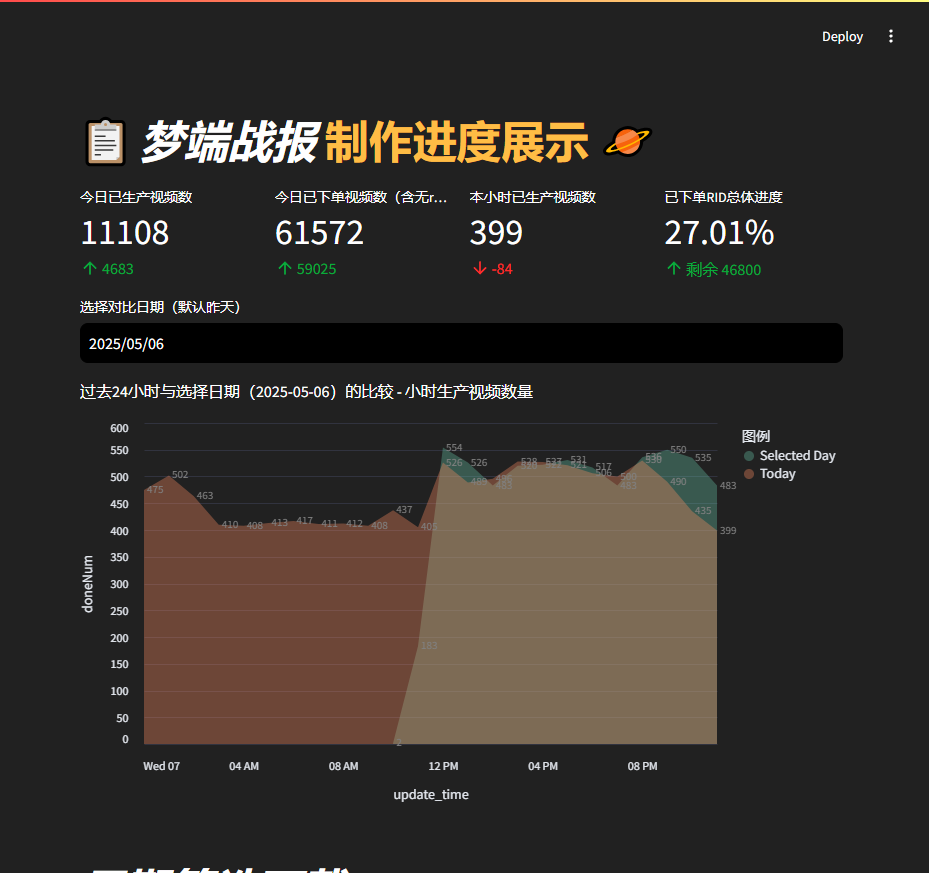 Deploy
梦端战报 制作进度展示
今日已生产视频数
11108
4683
今日已下单视频数（含无r...
61572
59025
本小时已生产视频数
399
-84
已下单RID总体进度
27.01%
剩余 46800
选择对比日期（默认昨天）
2025/05/06
过去24小时与选择日期（2025-05-06）的比较 - 小时生产视频数量
图例
Selected Day
Today
doneNum
600
550
500
450
400
350
300
250
200
150
100
50
0
475
502
463
410
408
413
417
411
412
408
437
405
2
183
554
526
526
489
483
528
531
521
517
506
483
550
490
535
435
483
399
Wed 07
04 AM
08 AM
12 PM
04 PM
08 PM
update_time